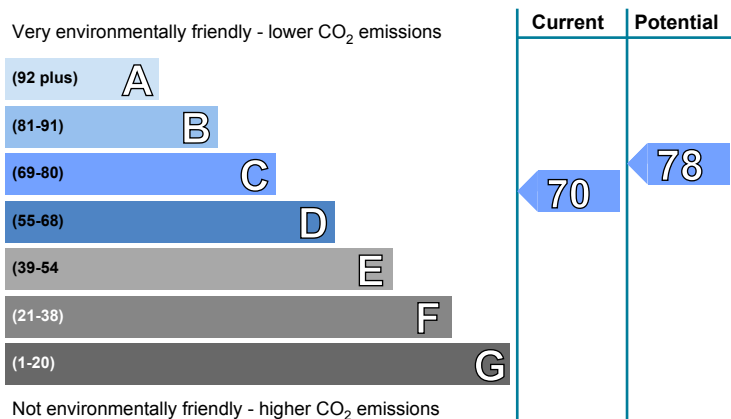 Very environmentally friendly - lower CO₂ emissions
Current
Potential
(92 plus) A
(81-91) B
(69-80) C
(55-68) D
(39-54 E
(21-38) F
(1-20) G
70
78
Not environmentally friendly - higher CO₂ emissions